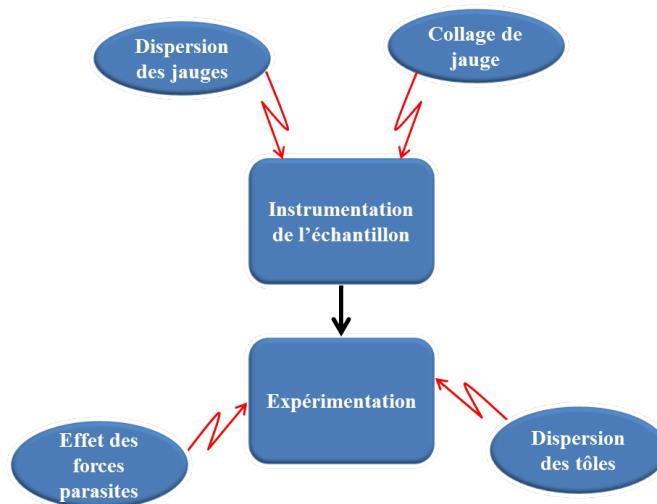 Dispersion
des jauges
Collage de
jauge
Instrumentation
de l'échantillon
Expérimentation
Effet des
forces
parasites
Dispersion
des tôles